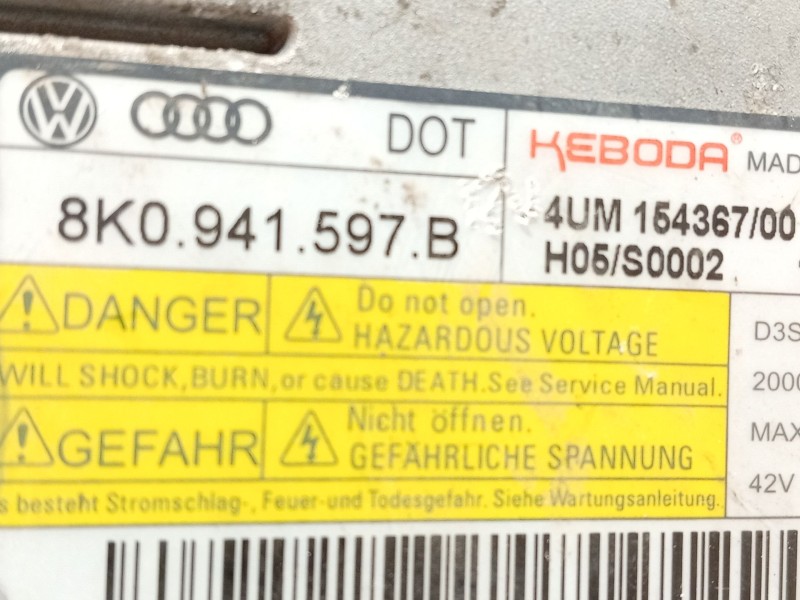 DOT
KEBODA® MAD
8K0.941.597.B
4UM 154367/00
H05/S0002
DANGER
Do not open.
HAZARDOUS VOLTAGE
WILL SHOCK, BURN, or cause DEATH. See Service Manual.
GEFAHR
Nicht öffnen.
GEFÄHRLICHE SPANNUNG
s besteht Stromschlag-, Feuer-und Todesgefahr. Siehe Wartungsanleitung.
D3S
2000
MAX
42V